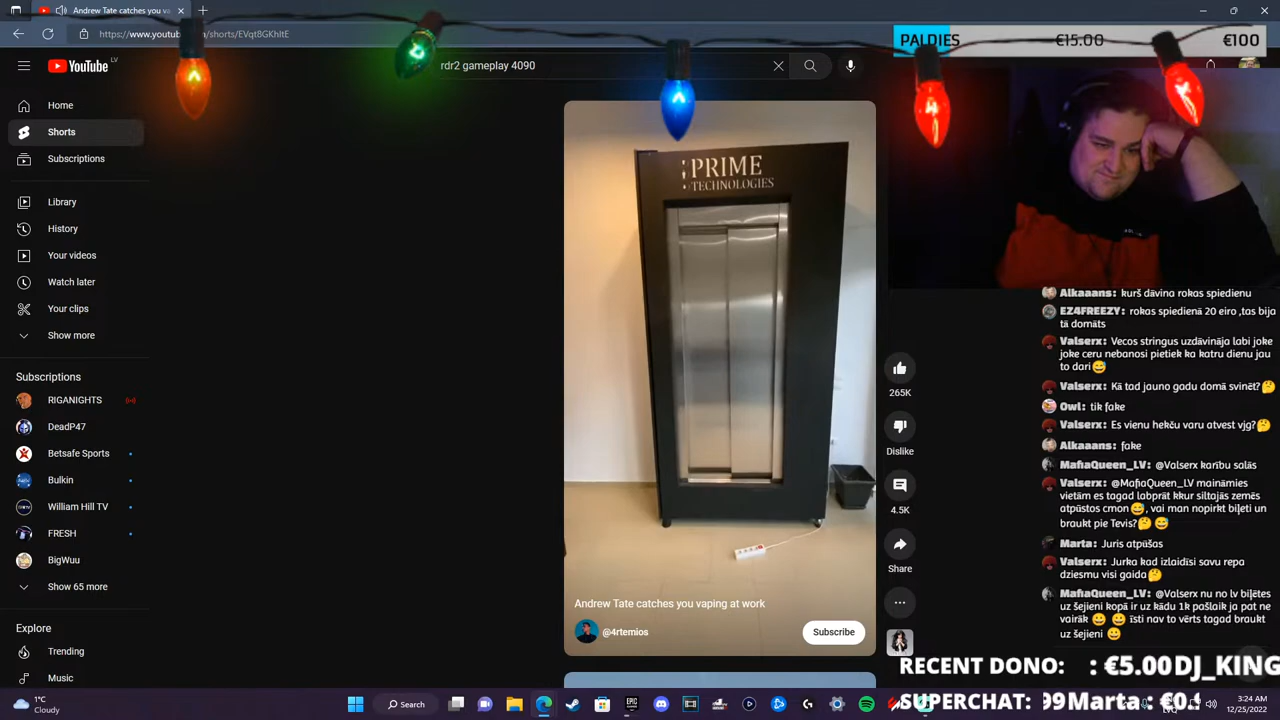 Andrew Tate catches you va
https://www.youtube.com/shorts/EVqt8GKhltE
PALDIES
€15.00
€100
YouTube
LV
rdr2 gameplay 4090
Home
Shorts
Subscriptions
Library
History
Your videos
Watch later
Your clips
Show more
Subscriptions
RIGANIGHTS
DeadP47
Betsafe Sports
Bulkin
William Hill TV
FRESH
BigWuu
Show 65 more
Explore
Trending
Music
PRIME
TECHNOLOGIES
Andrew Tate catches you vaping at work
@4rtemios
Subscribe
265K
Dislike
4.5K
Share
Alkaaans: kurš dāvina rokas spiedienu
EZ4FREEZY: rokas spiedienā 20 eiro ,tas bija
tā domāts
Valserx: Vecos stringus uzdāvināja labi joke
joke ceru nebanosi pietiek ka katru dienu jau
to dari
Valserx: Kā tad jauno gadu domā svinēt?
Owl: tik fake
Valserx: Es vienu hekču varu atvest vjg?
Alkaaans: fake
MafiaQueen_LV: @Valserx karību salās
Valserx: @MafiaQueen_LV maināmies
vietām es tagad labprāt kkur siltajās zemēs
atpūstos cmon, vai man nopirkt biļeti un
braukt pie Tevis?
Marta: Juris atpūšas
Valserx: Jurka kad izlaidīsi savu repa
dziesmu visi gaida
MafiaQueen_LV: @Valserx nu no lv biļētes
uz šejieni kopā ir uz kādu 1k pašlaik ja pat ne
vairāk īsti nav to vērts tagad braukt
uz šejieni
RECENT DONO: : €5.00DJ_KING
SUPERCHAT: 99Marta : €0.
1°C
Cloudy
Search
3:24 AM
12/25/2022